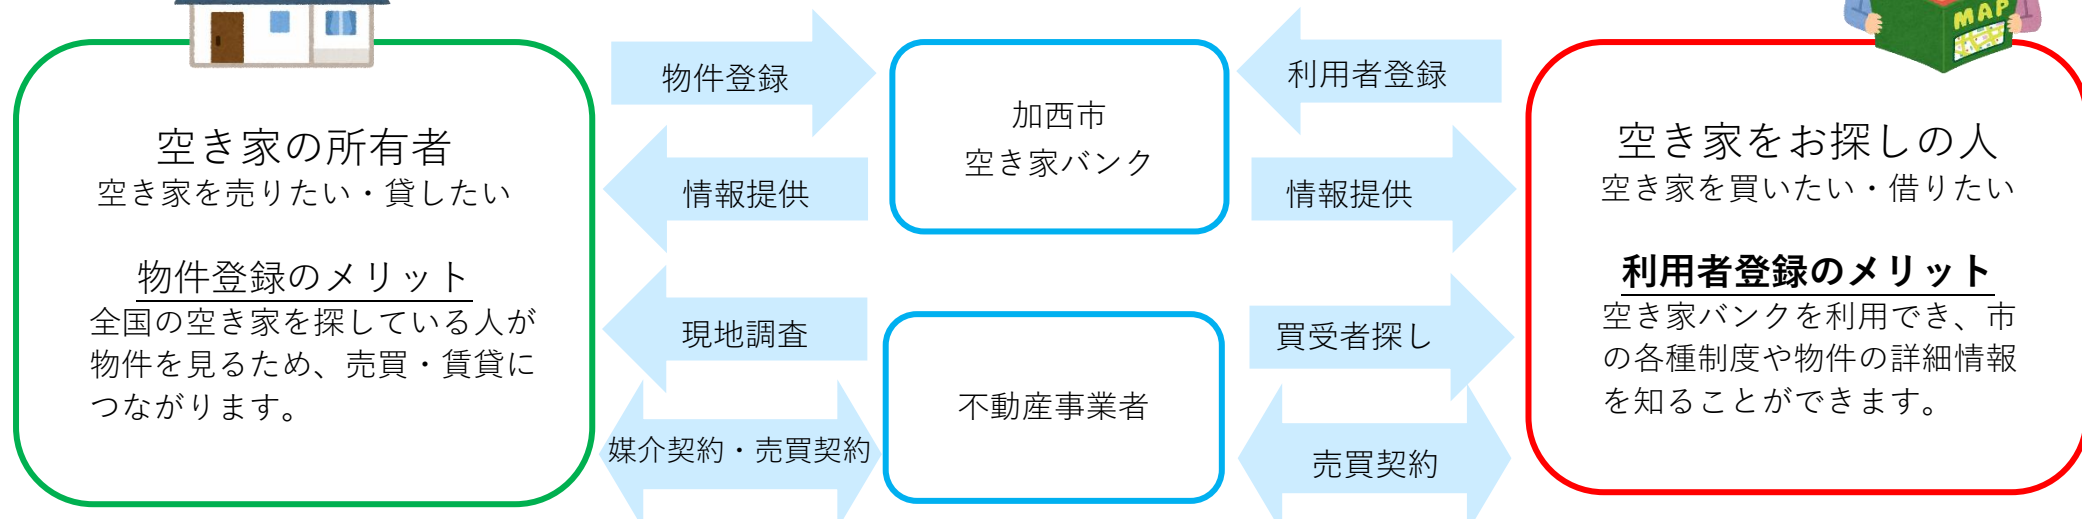 空き家の所有者
空き家を売りたい・貸したい
物件登録のメリット
全国の空き家を探している人が
物件を見るため、売買・賃貸に
つながります。
物件登録
情報提供
現地調査
媒介契約・売買契約
加西市
空き家バンク
不動産事業者
利用者登録
情報提供
買受者探し
売買契約
MAP
空き家をお探しの人
空き家を買いたい・借りたい
利用者登録のメリット
空き家バンクを利用でき、市
の各種制度や物件の詳細情報
を知ることができます。